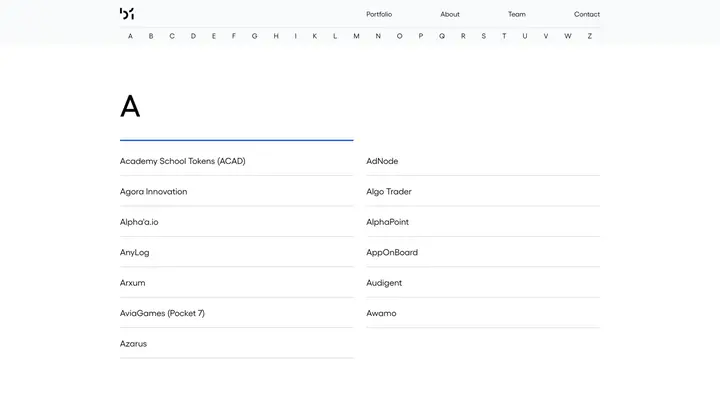 b1
Portfolio About Team Contact
A B C D E F G H I K L M N O P Q R S T U V W Z
A
Academy School Tokens (ACAD) AdNode
Agora Innovation Algo Trader
Alpha'a.io AlphaPoint
AnyLog AppOnBoard
Arxum Audigent
AviaGames (Pocket 7) Awamo
Azarus